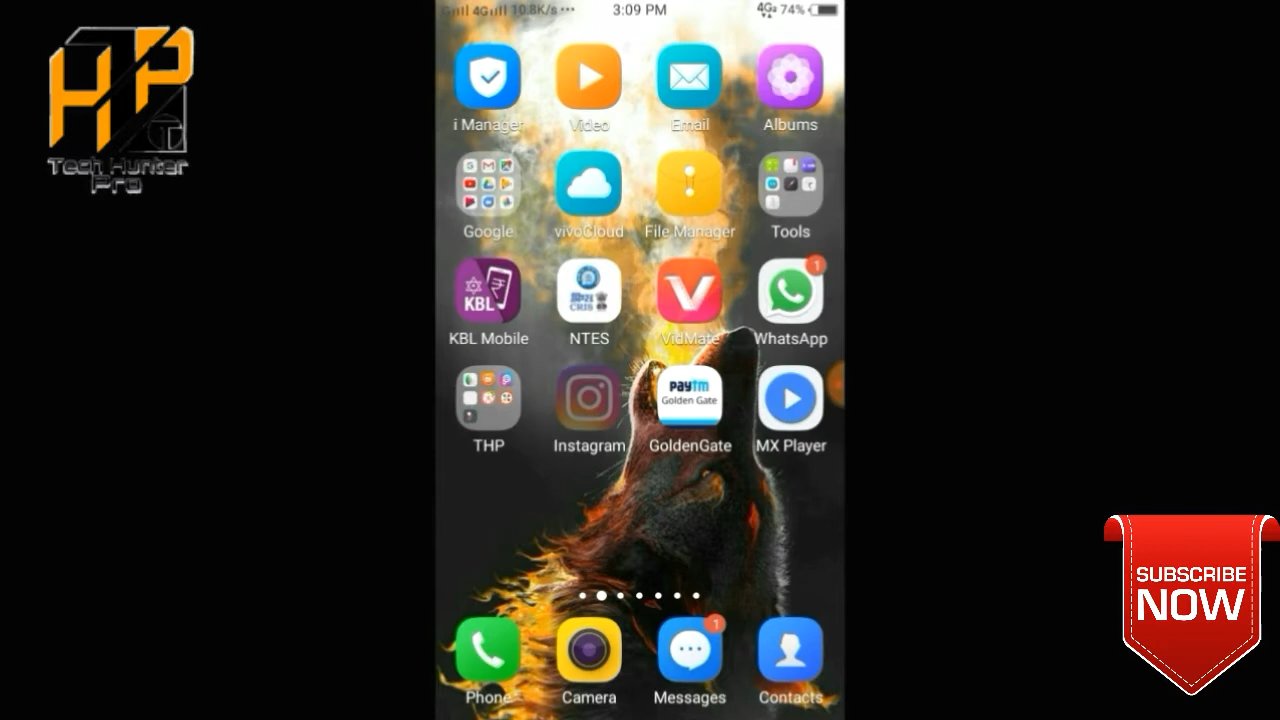 HP
Tech Hunter
Pro
4G 10.8K/s ··· 3:09 PM 4G 74%
i Manager Video Email Albums
Google vivoCloud File Manager Tools
KBL
CRIS
1
KBL Mobile NTES VidMate WhatsApp
paytm
Golden Gate
THP Instagram GoldenGate MX Player
SUBSCRIBE
NOW
1
Phone Camera Messages Contacts